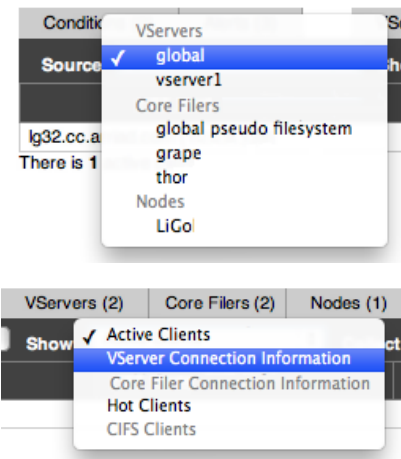 VServers
Source ✓ global
vserver1
Core Filers
global pseudo filesystem
lg32.cc.a
grape
There is 1
thor
Nodes
VServers (2) Core Filers (2) Nodes (1)
Show ✓ Active Clients
VServer Connection Information
Core Filer Connection Information
Hot Clients
CIFS Clients